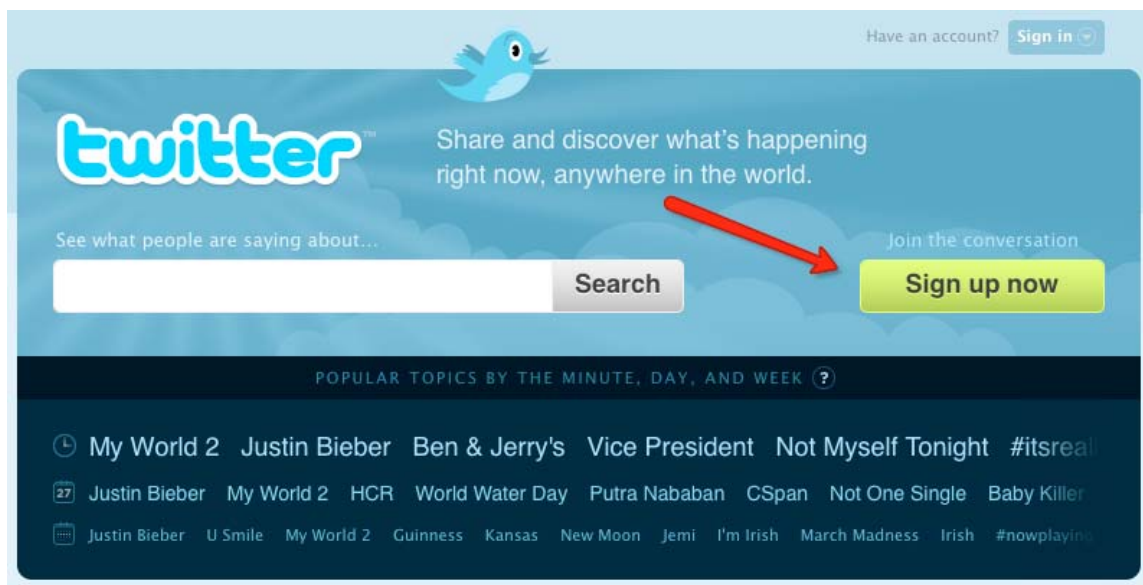 Have an account? Sign in
twitter™
Share and discover what's happening
right now, anywhere in the world.
See what people are saying about...
Search
Join the conversation
Sign up now
POPULAR TOPICS BY THE MINUTE, DAY, AND WEEK ?
My World 2 Justin Bieber Ben & Jerry's Vice President Not Myself Tonight #itsreal
27 Justin Bieber My World 2 HCR World Water Day Putra Nababan CSpan Not One Single Baby Killer
Justin Bieber U Smile My World 2 Guinness Kansas New Moon Jemi I'm Irish March Madness Irish #nowplaying